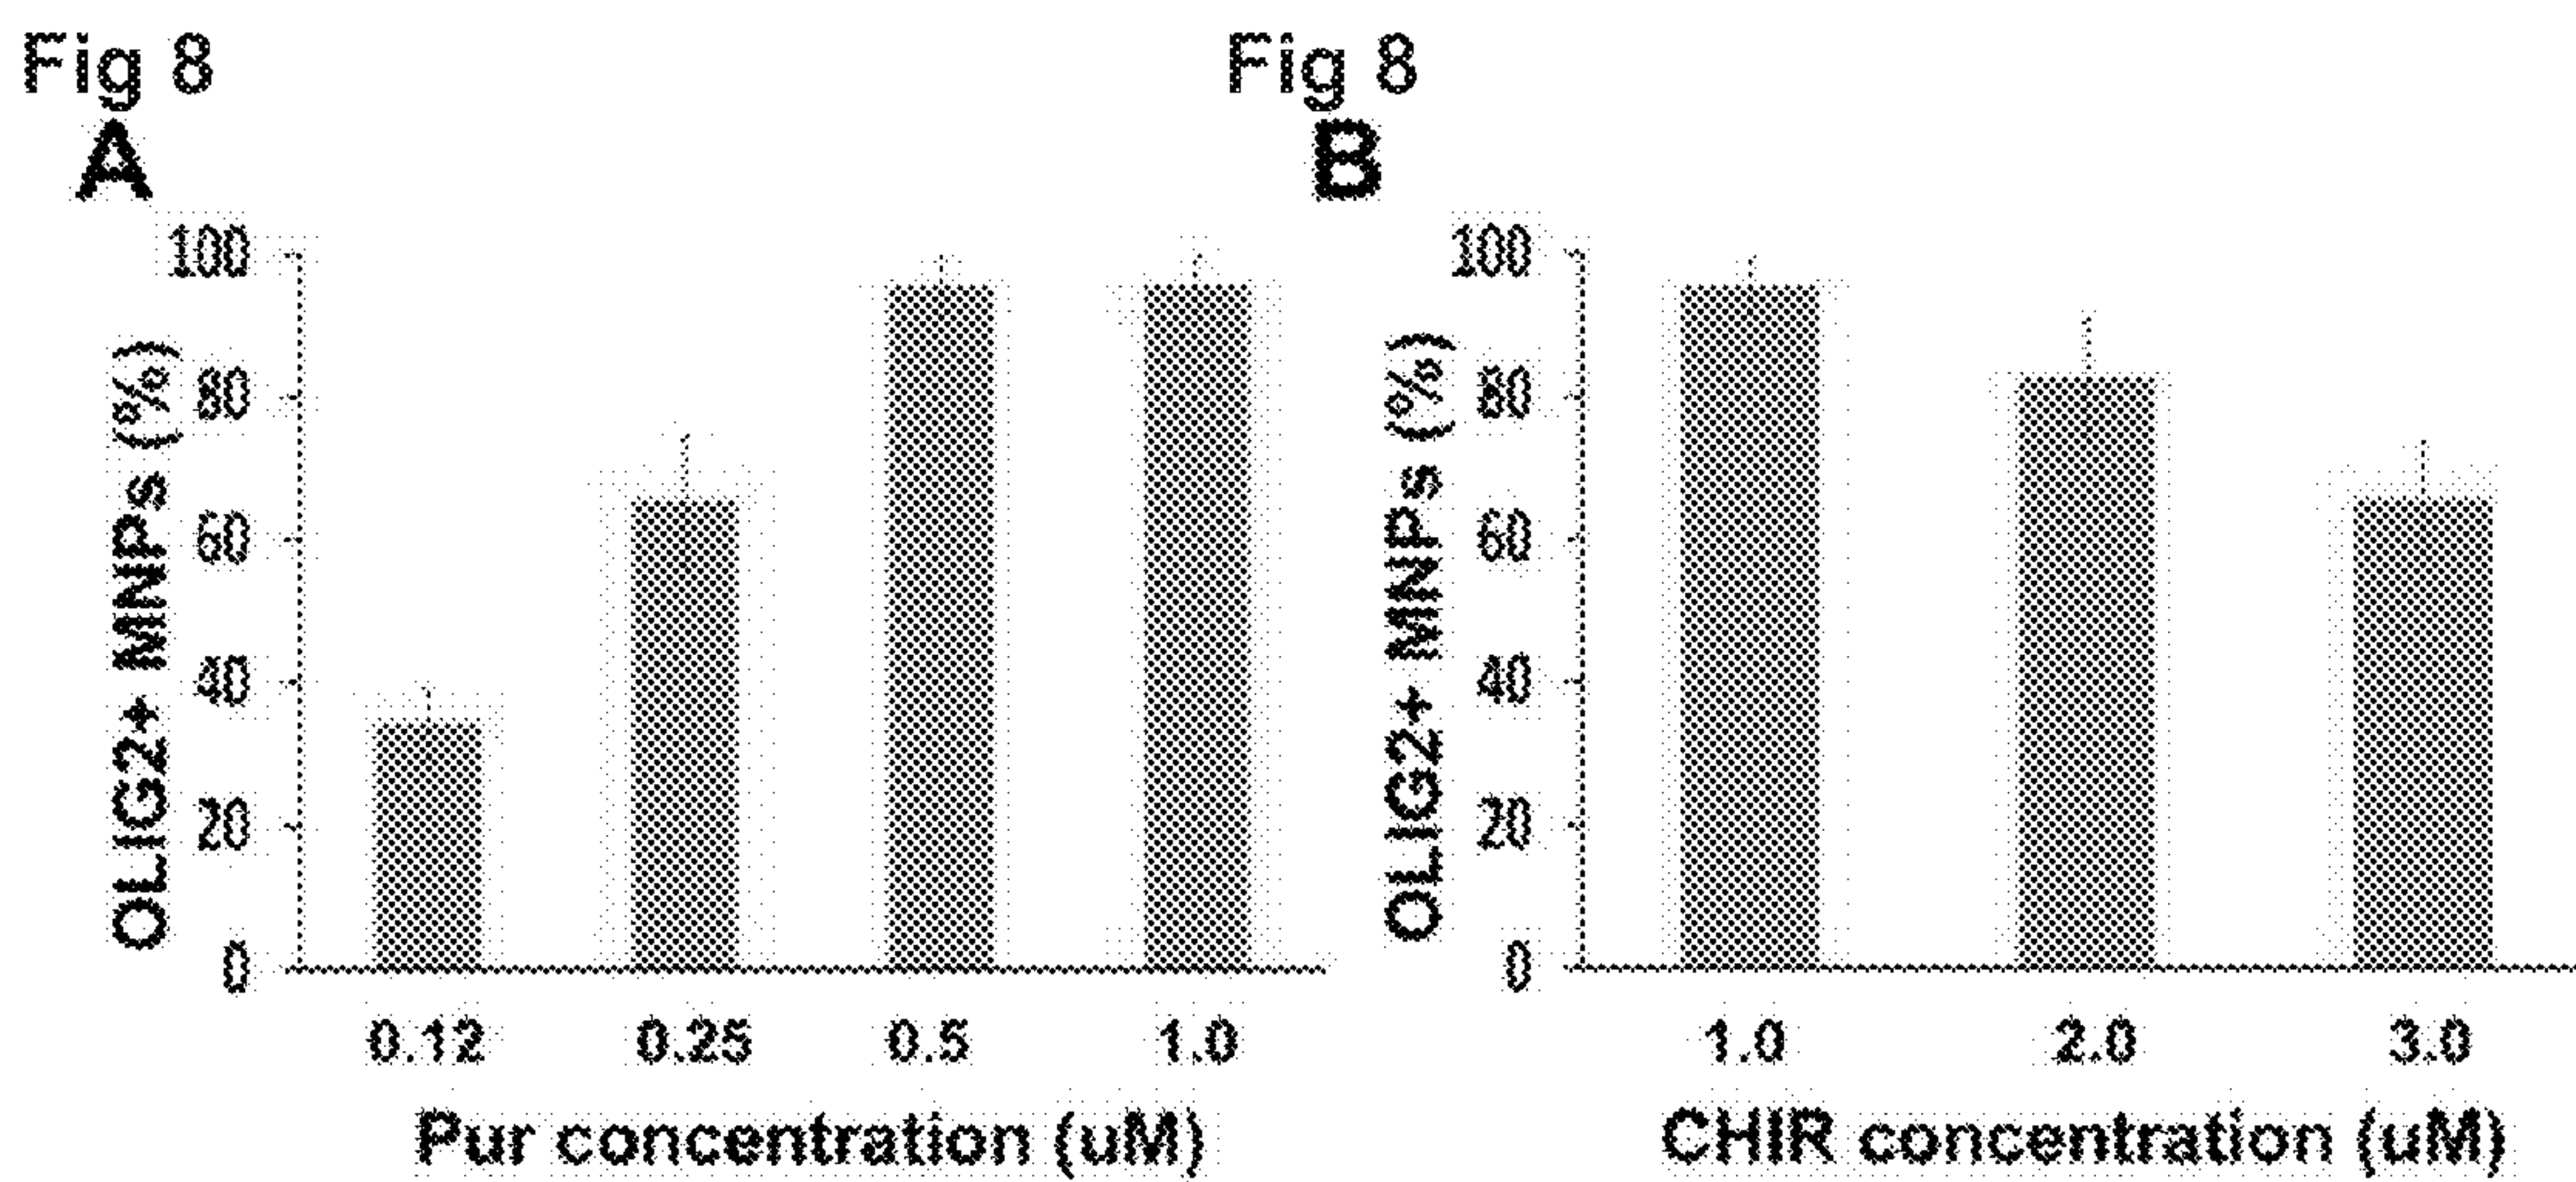 Fig 8
A
100
80
60
40
20
0
OLIG2+ MNPs (%)
0.12 0.25 0.5 1.0
Pur concentration (uM)
Fig 8
B
100
80
60
40
20
0
OLIG2+ MNPs (%)
1.0 2.0 3.0
CHIR concentration (uM)